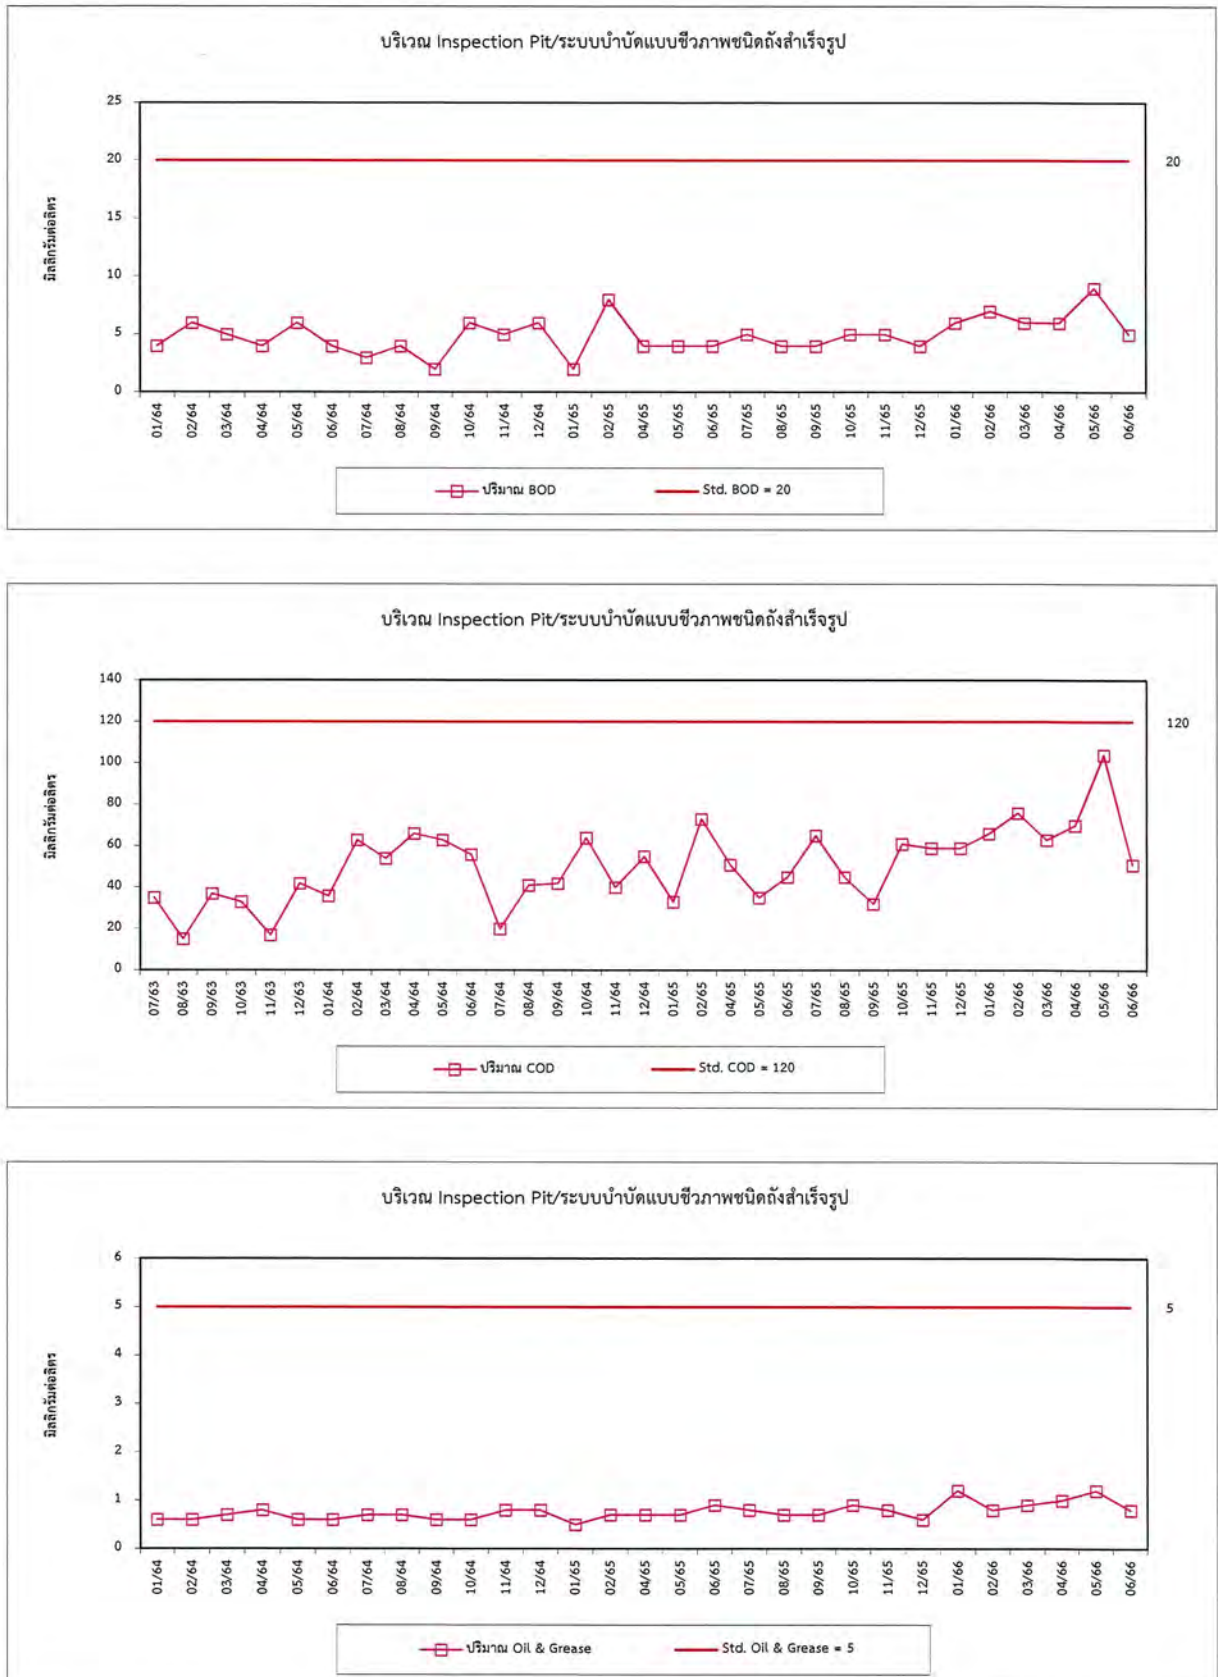 บริเวณ Inspection Pit/ระบบบำบัดแบบชีวภาพชนิดถังสำเร็จรูป
มิลลิกรัมต่อลิตร
25
20
15
10
5
0
20
01/64 02/64 03/64 04/64 05/64 06/64 07/64 08/64 09/64 10/64 11/64 12/64 01/65 02/65 04/65 05/65 06/65 07/65 08/65 09/65 10/65 11/65 12/65 01/66 02/66 03/66 04/66 05/66 06/66
ปริมาณ BOD Std. BOD = 20
บริเวณ Inspection Pit/ระบบบำบัดแบบชีวภาพชนิดถังสำเร็จรูป
มิลลิกรัมต่อลิตร
140
120
100
80
60
40
20
0
120
07/63 08/63 09/63 10/63 11/63 12/63 01/64 02/64 03/64 04/64 05/64 06/64 07/64 08/64 09/64 10/64 11/64 12/64 01/65 02/65 04/65 05/65 06/65 07/65 08/65 09/65 10/65 11/65 12/65 01/66 02/66 03/66 04/66 05/66 06/66
ปริมาณ COD Std. COD = 120
บริเวณ Inspection Pit/ระบบบำบัดแบบชีวภาพชนิดถังสำเร็จรูป
มิลลิกรัมต่อลิตร
6
5
4
3
2
1
0
5
01/64 02/64 03/64 04/64 05/64 06/64 07/64 08/64 09/64 10/64 11/64 12/64 01/65 02/65 04/65 05/65 06/65 07/65 08/65 09/65 10/65 11/65 12/65 01/66 02/66 03/66 04/66 05/66 06/66
ปริมาณ Oil & Grease Std. Oil & Grease = 5